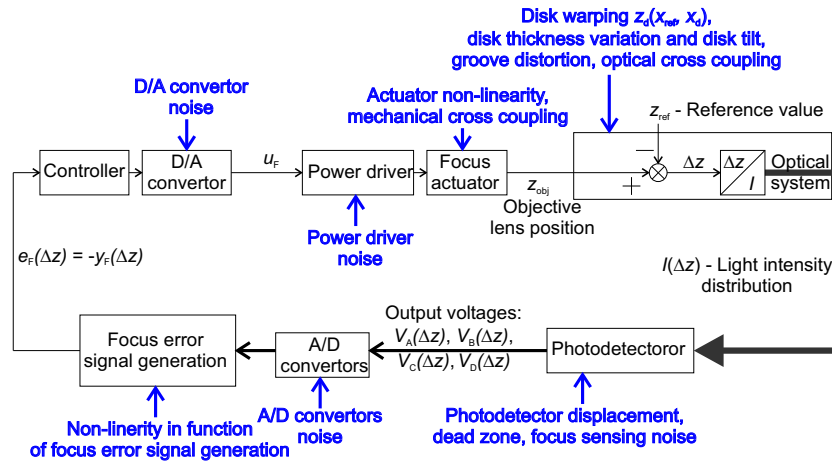 Disk warping z_d(x_ref, x_d),
disk thickness variation and disk tilt,
groove distortion, optical cross coupling
D/A convertor
noise
Actuator non-linearity,
mechanical cross coupling
z_ref - Reference value
Controller
D/A
convertor
u_F
Power driver
Focus
actuator
z_obj
Objective
lens position
−
+
Δz
Δz
I
Optical
system
Power driver
noise
e_F(Δz) = -y_F(Δz)
I(Δz) - Light intensity
distribution
Focus error
signal generation
A/D
convertors
Output voltages:
V_A(Δz), V_B(Δz),
V_C(Δz), V_D(Δz)
Photodetectoror
Non-linerity in function
of focus error signal generation
A/D convertors
noise
Photodetector displacement,
dead zone, focus sensing noise